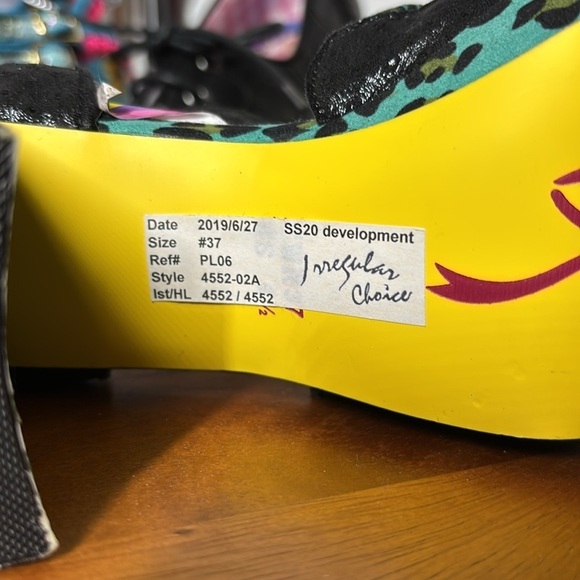 Date 2019/6/27 SS20 development
Size #37
Ref# PL06
Style 4552-02A
Ist/HL 4552 / 4552
Irregular
Choice